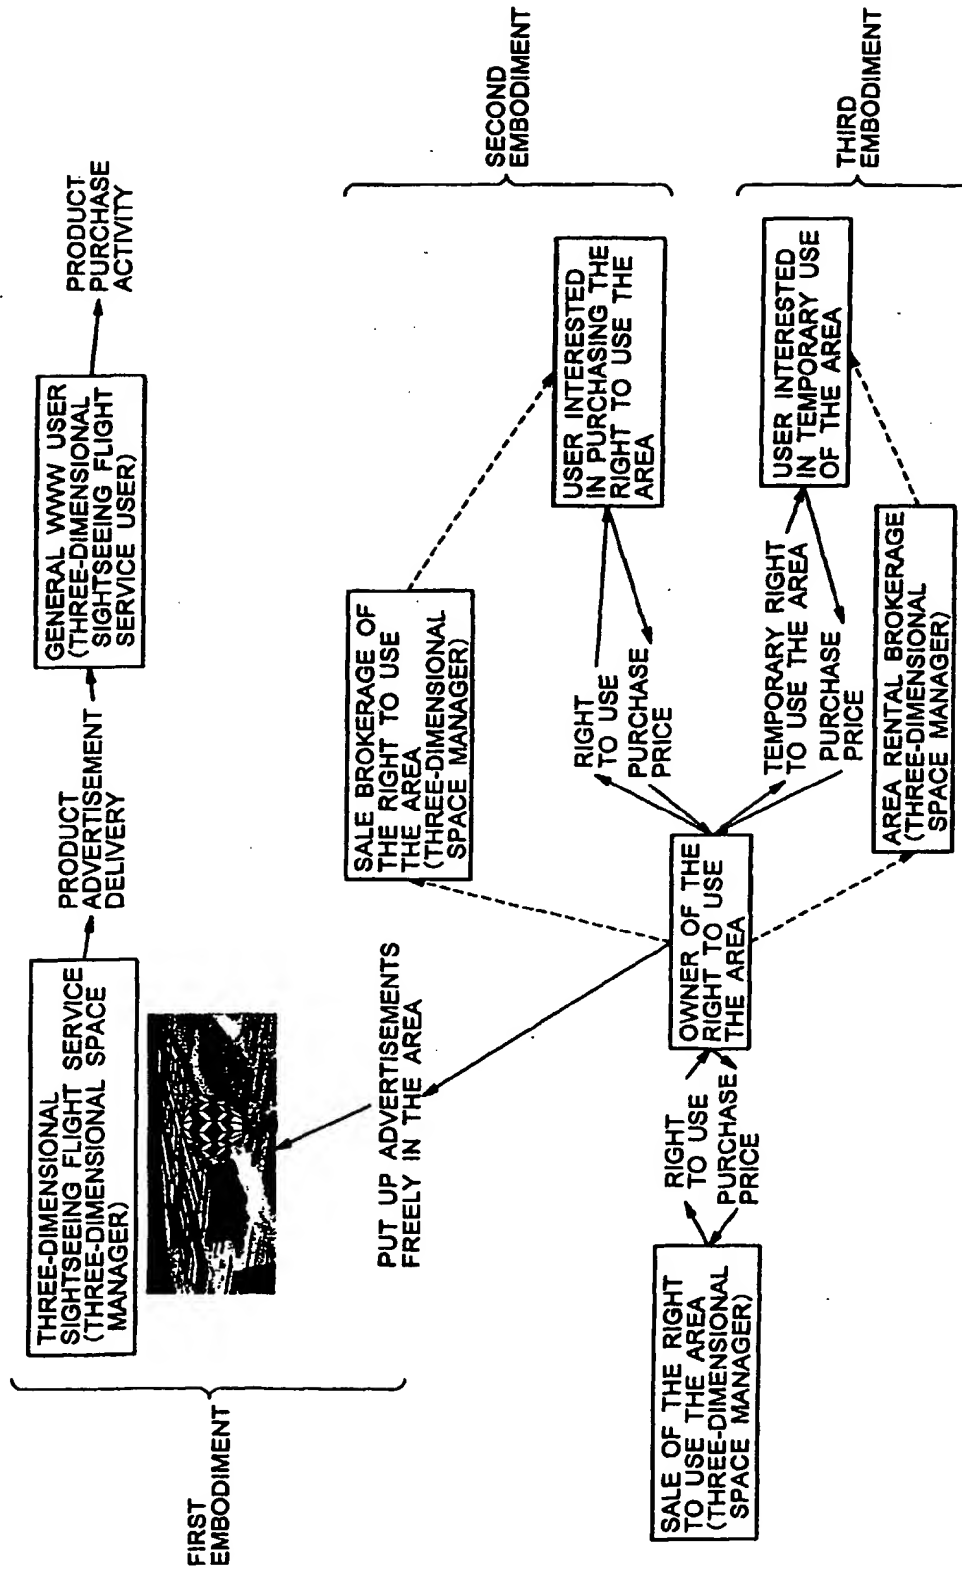 FIRST
EMBODIMENT
THREE-DIMENSIONAL
SIGHTSEEING FLIGHT SERVICE
(THREE-DIMENSIONAL SPACE
MANAGER)
PRODUCT
ADVERTISEMENT
DELIVERY
GENERAL WWW USER
(THREE-DIMENSIONAL
SIGHTSEEING FLIGHT
SERVICE USER)
PRODUCT
PURCHASE
ACTIVITY
PUT UP ADVERTISEMENTS
FREELY IN THE AREA
SALE BROKERAGE OF
THE RIGHT TO USE
THE AREA
(THREE-DIMENSIONAL
SPACE MANAGER)
SECOND
EMBODIMENT
RIGHT
TO USE
PURCHASE
PRICE
USER INTERESTED
IN PURCHASING THE
RIGHT TO USE THE
AREA
SALE OF THE RIGHT
TO USE THE AREA
(THREE-DIMENSIONAL
SPACE MANAGER)
RIGHT
TO USE
PURCHASE
PRICE
OWNER OF THE
RIGHT TO USE
THE AREA
TEMPORARY RIGHT
TO USE THE AREA
PURCHASE
PRICE
USER INTERESTED
IN TEMPORARY USE
OF THE AREA
THIRD
EMBODIMENT
AREA RENTAL BROKERAGE
(THREE-DIMENSIONAL
SPACE MANAGER)